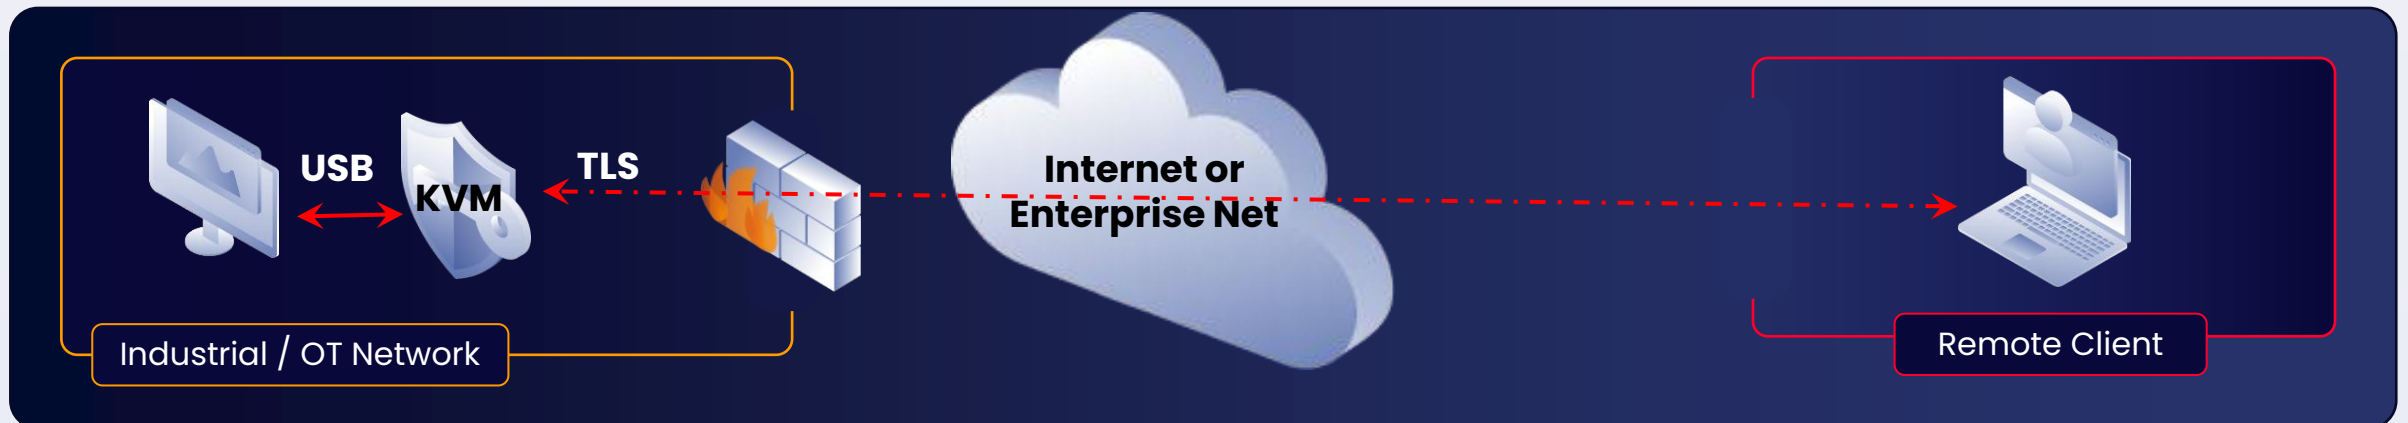 USB
KVM
TLS
Internet or
Enterprise Net
Industrial / OT Network
Remote Client